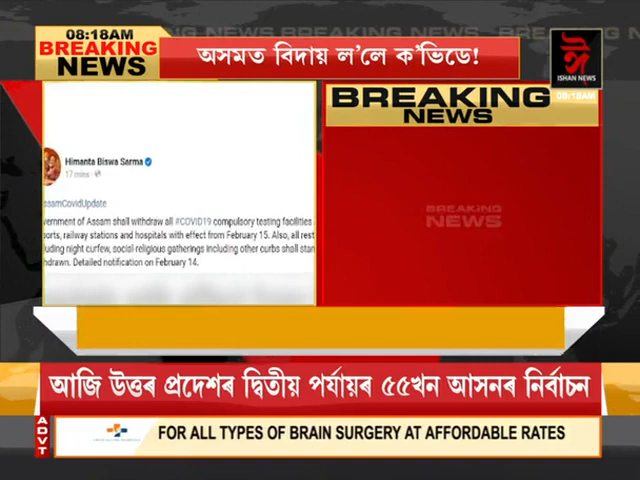 08:18AM
BREAKING
NEWS
অসমত বিদায় ল'লে ক'ভিডে!
ISHAN NEWS
08:18AM
BREAKING
NEWS
Himanta Biswa Sarma
17 mins
ssamCovidUpdate
vernment of Assam shall withdraw all #COVID19 compulsory testing facilities
ports, railway stations and hospitals with effect from February 15. Also, all rest
luding night curfew, social-religious gatherings including other curbs shall stan
hdrawn. Detailed notification on February 14.
BREAKING
NEWS
আজি উত্তৰ প্ৰদেশৰ দ্বিতীয় পৰ্যায়ৰ ৫৫খন আসনৰ নিৰ্বাচন
ADVT
FOR ALL TYPES OF BRAIN SURGERY AT AFFORDABLE RATES